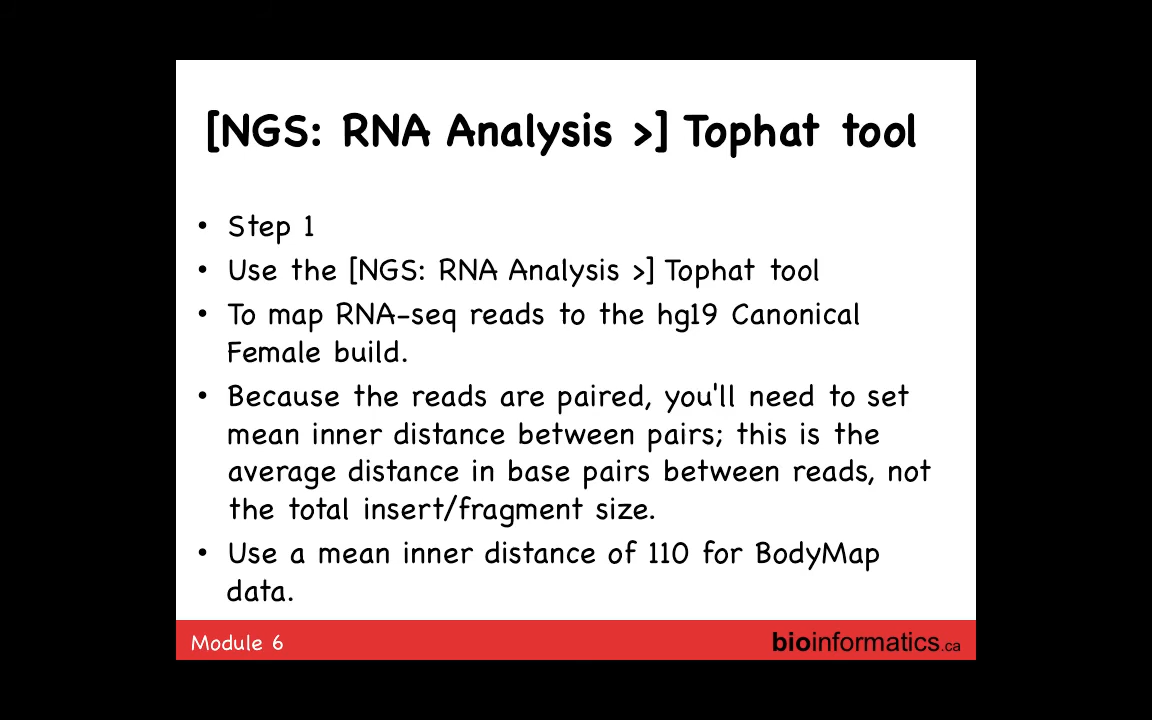 [NGS: RNA Analysis >] Tophat tool
• Step 1
• Use the [NGS: RNA Analysis >] Tophat tool
• To map RNA-seq reads to the hg19 Canonical
Female build.
• Because the reads are paired, you'll need to set
mean inner distance between pairs; this is the
average distance in base pairs between reads, not
the total insert/fragment size.
• Use a mean inner distance of 110 for BodyMap
data.
Module 6
bioinformatics.ca